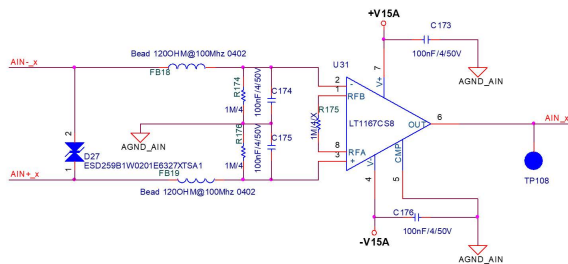 +V15A
C 173
100nF/4/50V
AGND_AIN
Bead 120OHM@100Mhz 0402
AIN-_x
FB18
U31
R174
1M/4
C174
100nF/4/50V
R175
1M/4/X
2
1
-
RFB
7
V+
LT1167CS8
OUT
6
AIN_x
AGND_AIN
R176
1M/4
C175
100nF/4/50V
8
3
RFA
+
V-
CMP
4
5
2
D27
1
ESD259B1W0201E6327XTSA1
AIN+_x
FB19
Bead 120OHM@100Mhz 0402
C176
100nF/4/50V
-V15A
AGND_AIN
TP108